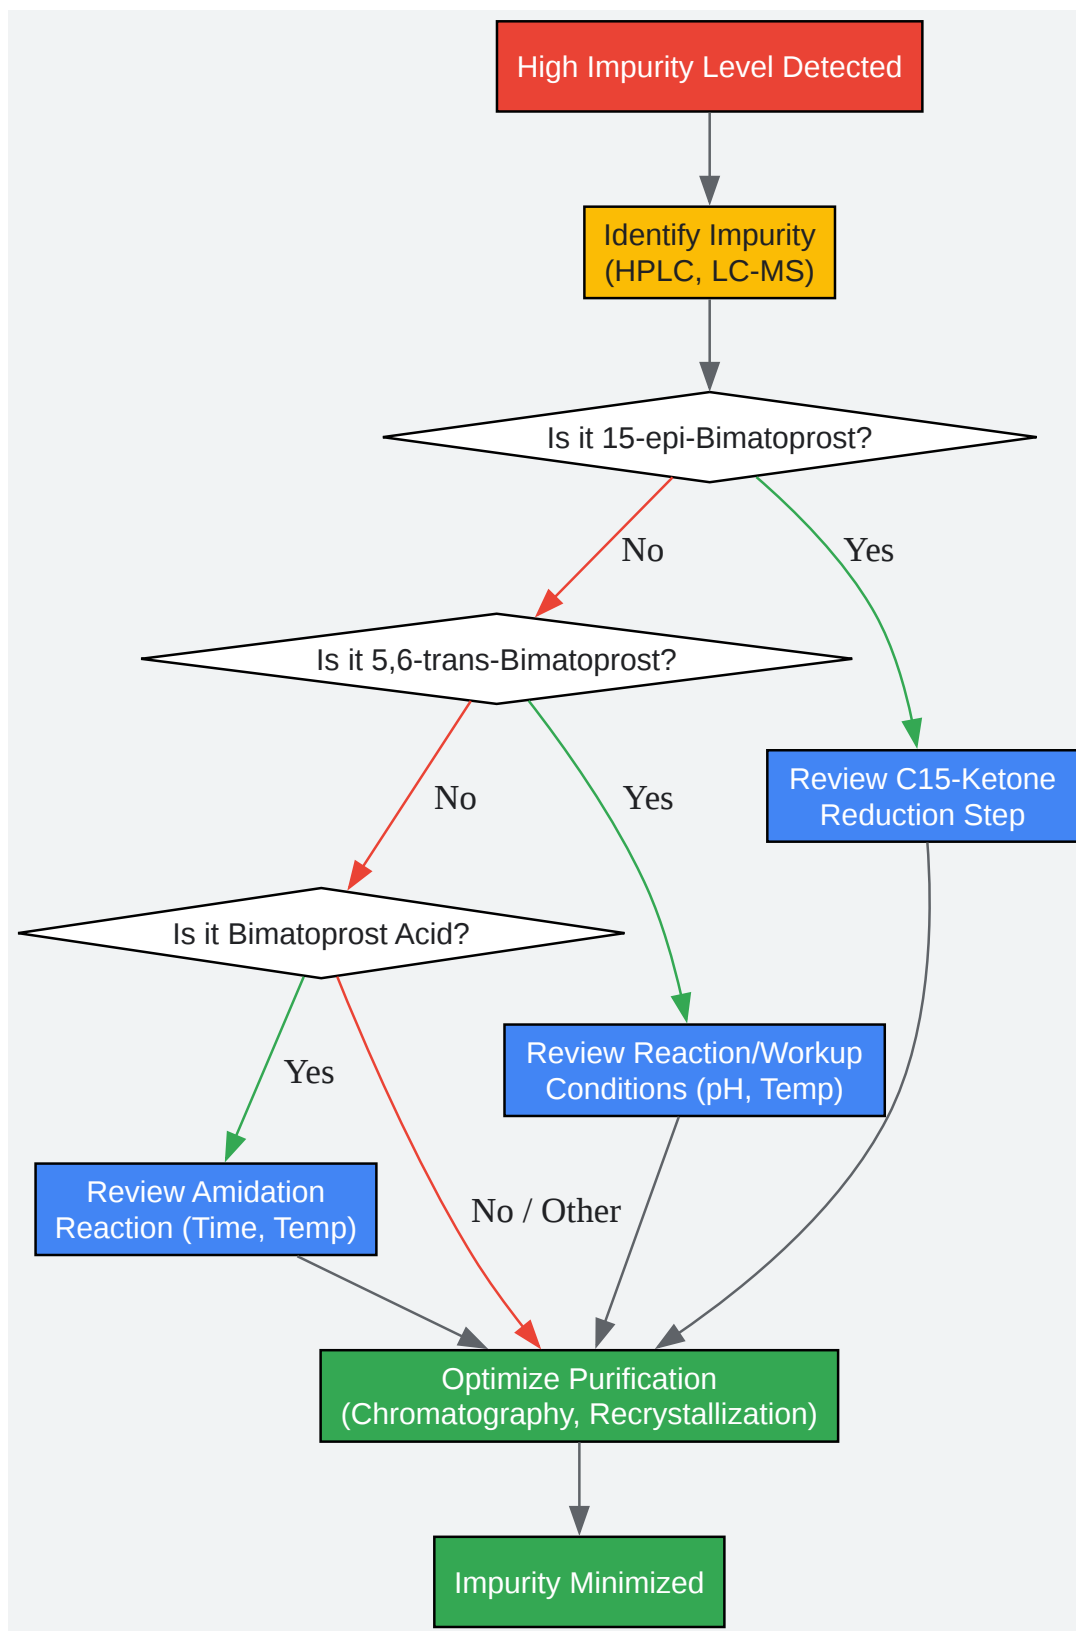 High Impurity Level Detected
Identify Impurity
(HPLC, LC-MS)
Is it 15-epi-Bimatoprost?
No
Yes
Is it 5,6-trans-Bimatoprost?
Review C15-Ketone
Reduction Step
No
Yes
Is it Bimatoprost Acid?
Review Reaction/Workup
Conditions (pH, Temp)
Yes
Review Amidation
Reaction (Time, Temp)
No / Other
Optimize Purification
(Chromatography, Recrystallization)
Impurity Minimized